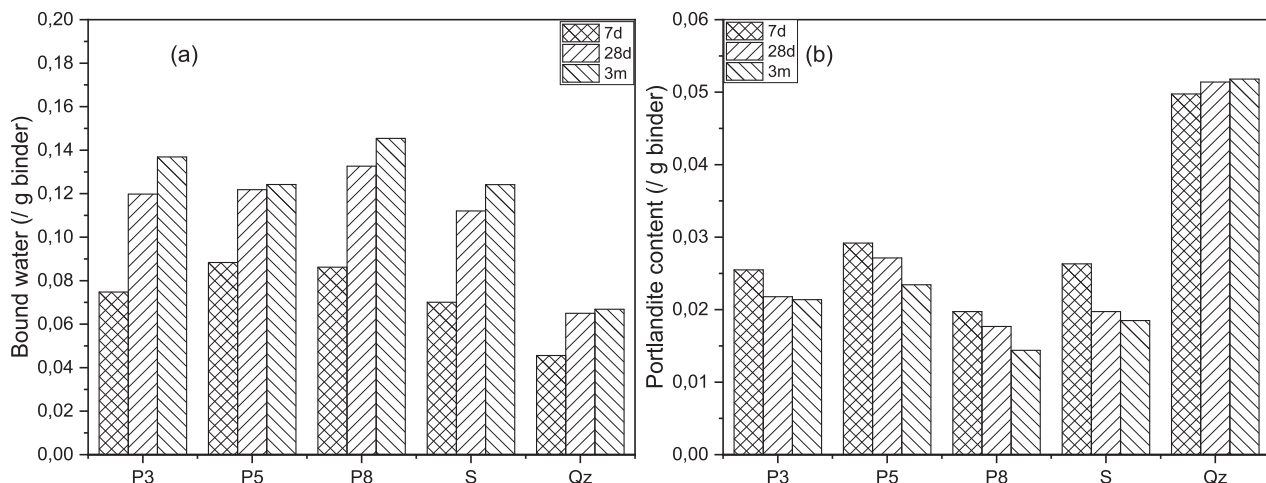 Bound water (/ g binder)
0,20
0,18
0,16
0,14
0,12
0,10
0,08
0,06
0,04
0,02
0,00
(a)
7d
28d
3m
P3 P5 P8 S Qz
Portlandite content (/ g binder)
0,06
0,05
0,04
0,03
0,02
0,01
0,00
7d
28d
3m
(b)
P3 P5 P8 S Qz